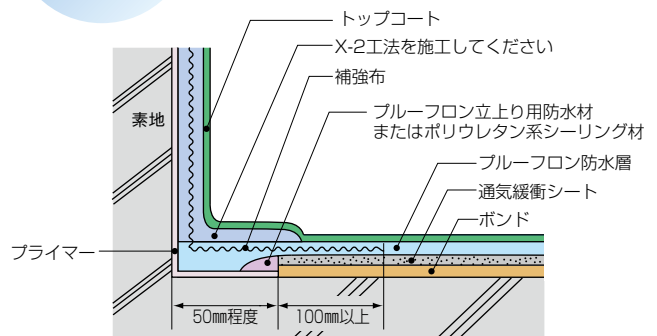 トップコート
X-2工法を施工してください
補強布
プルーフロン立上り用防水材
またはポリウレタン系シーリング材
素地
プルーフロン防水層
通気緩衝シート
ボンド
プライマー
50㎜程度
100㎜以上